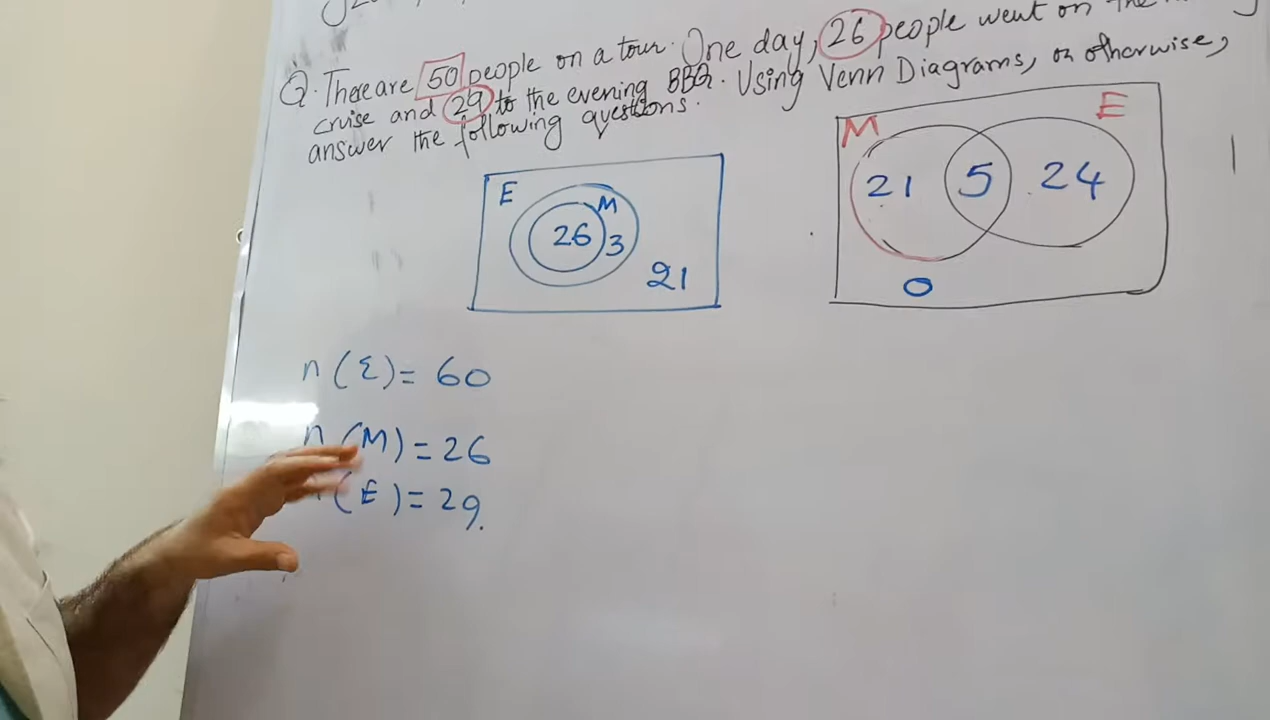 Q. There are 50 people on a tour. One day, 26 people went on the
cruise and 29 to the evening BBQ. Using Venn Diagrams, or otherwise,
answer the following questions.
E
M
26
3
21
M
E
21
5
24
0
n(Ɛ) = 60
n(M) = 26
(E) = 29.